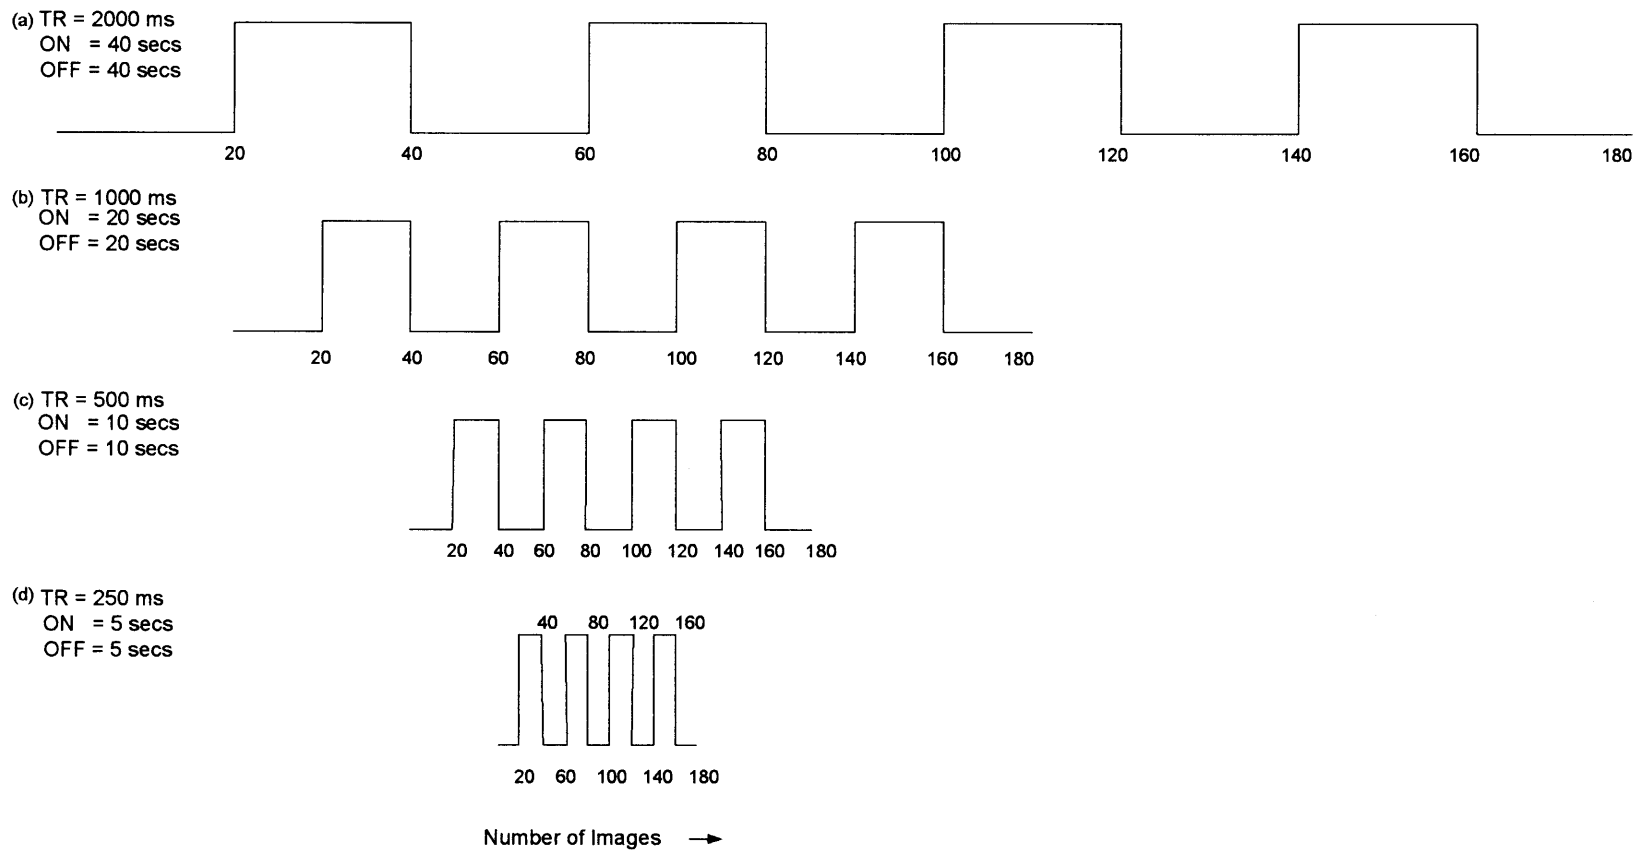 (a) TR = 2000 ms
ON = 40 secs
OFF = 40 secs
20 40 60 80 100 120 140 160 180
(b) TR = 1000 ms
ON = 20 secs
OFF = 20 secs
20 40 60 80 100 120 140 160 180
(c) TR = 500 ms
ON = 10 secs
OFF = 10 secs
20 40 60 80 100 120 140 160 180
(d) TR = 250 ms
ON = 5 secs
OFF = 5 secs
40 80 120 160
20 60 100 140 180
Number of Images →